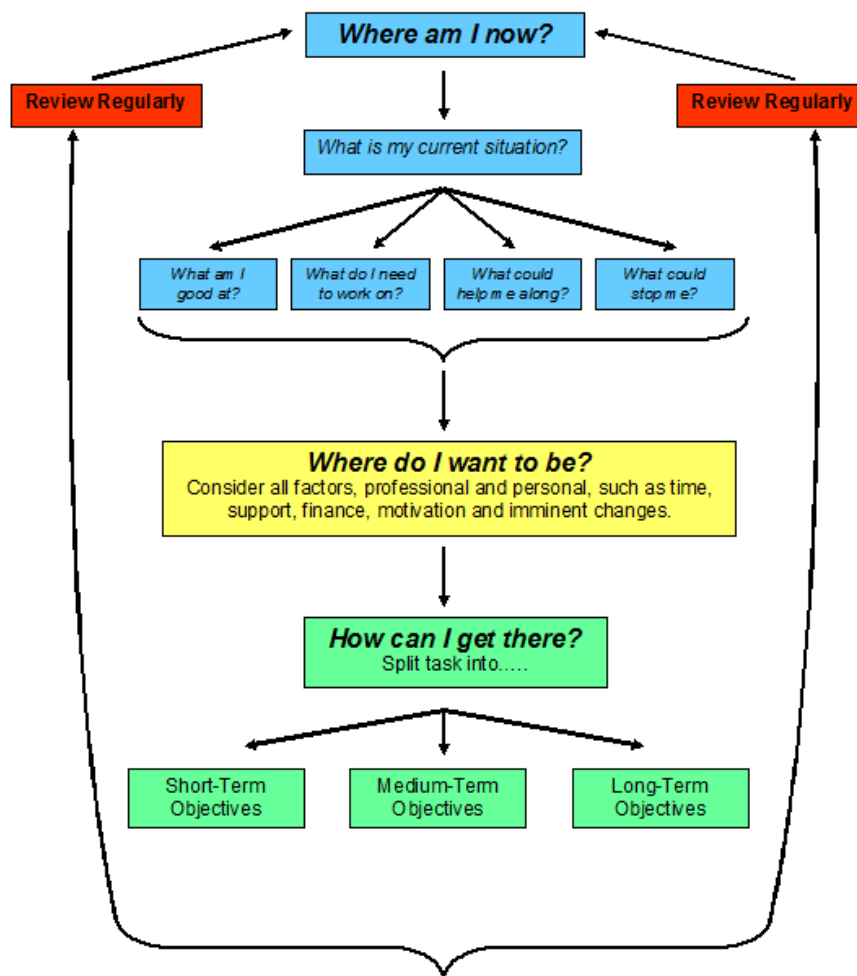 Where am I now?
Review Regularly
Review Regularly
What is my current situation?
What am I
good at?
What do I need
to work on?
What could
help me along?
What could
stop me?
Where do I want to be?
Consider all factors, professional and personal, such as time,
support, finance, motivation and imminent changes.
How can I get there?
Split task into.....
Short-Term
Objectives
Medium-Term
Objectives
Long-Term
Objectives